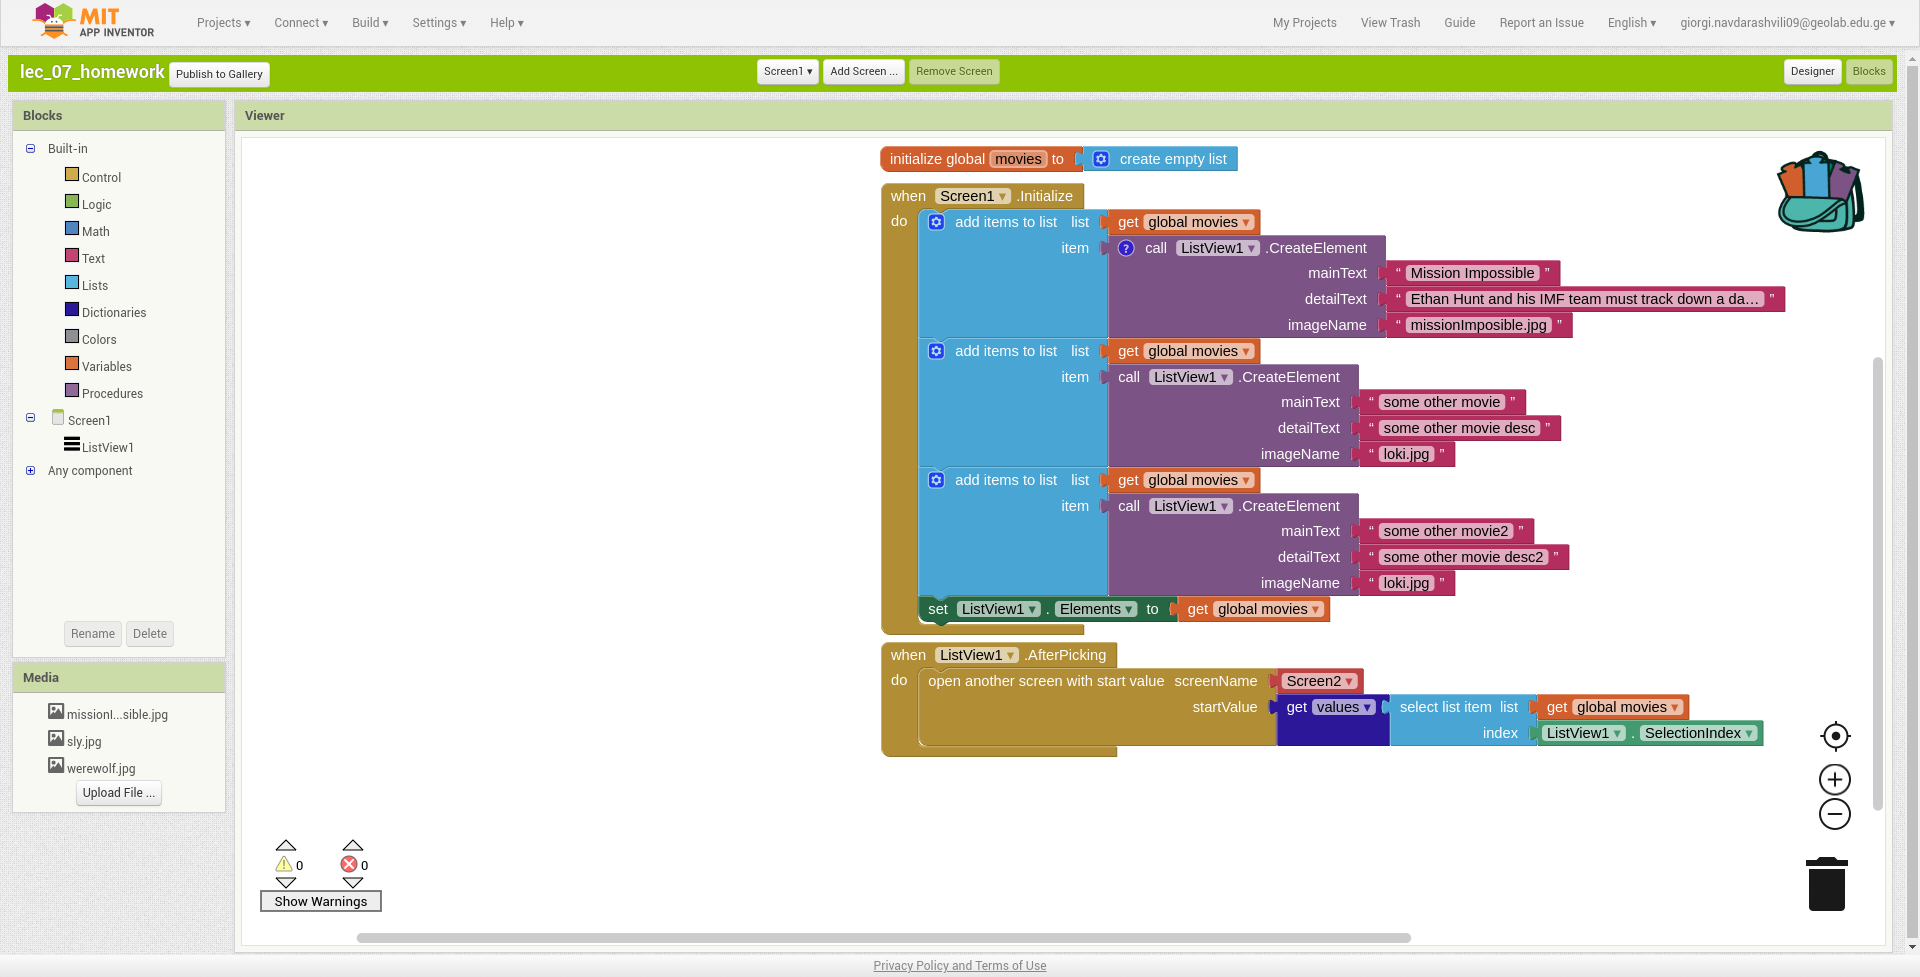 MIT
APP INVENTOR
Projects ▾ Connect ▾ Build ▾ Settings ▾ Help ▾
My Projects View Trash Guide Report an Issue English ▾ giorgi.navdarashvili09@geolab.edu.ge ▾
lec_07_homework Publish to Gallery
Screen1 ▾ Add Screen ... Remove Screen
Designer Blocks
Blocks
Built-in
Control
Logic
Math
Text
Lists
Dictionaries
Colors
Variables
Procedures
Screen1
ListView1
Any component
Rename Delete
Media
missionI...sible.jpg
sly.jpg
werewolf.jpg
Upload File ...
Viewer
initialize global movies to create empty list
when Screen1 ▾ .Initialize
do add items to list list get global movies ▾
item ? call ListView1 ▾ .CreateElement
mainText “ Mission Impossible ”
detailText “ Ethan Hunt and his IMF team must track down a da... ”
imageName “ missionImposible.jpg ”
add items to list list get global movies ▾
item call ListView1 ▾ .CreateElement
mainText “ some other movie ”
detailText “ some other movie desc ”
imageName “ loki.jpg ”
add items to list list get global movies ▾
item call ListView1 ▾ .CreateElement
mainText “ some other movie2 ”
detailText “ some other movie desc2 ”
imageName “ loki.jpg ”
set ListView1 ▾ . Elements ▾ to get global movies ▾
when ListView1 ▾ .AfterPicking
do open another screen with start value screenName Screen2 ▾
startValue get values ▾ select list item list get global movies ▾
index ListView1 ▾ . SelectionIndex ▾
0 0
Show Warnings
Privacy Policy and Terms of Use